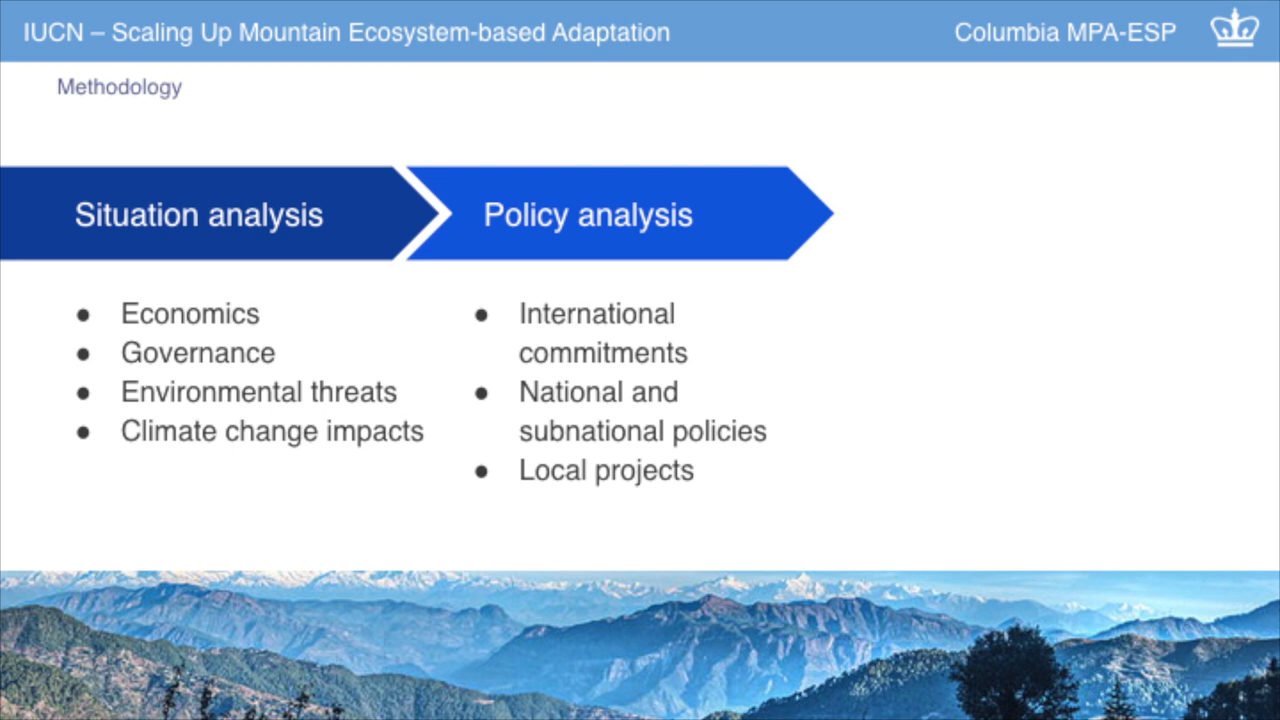 IUCN – Scaling Up Mountain Ecosystem-based Adaptation
Columbia MPA-ESP
Methodology
Situation analysis
● Economics
● Governance
● Environmental threats
● Climate change impacts
Policy analysis
● International
commitments
● National and
subnational policies
● Local projects